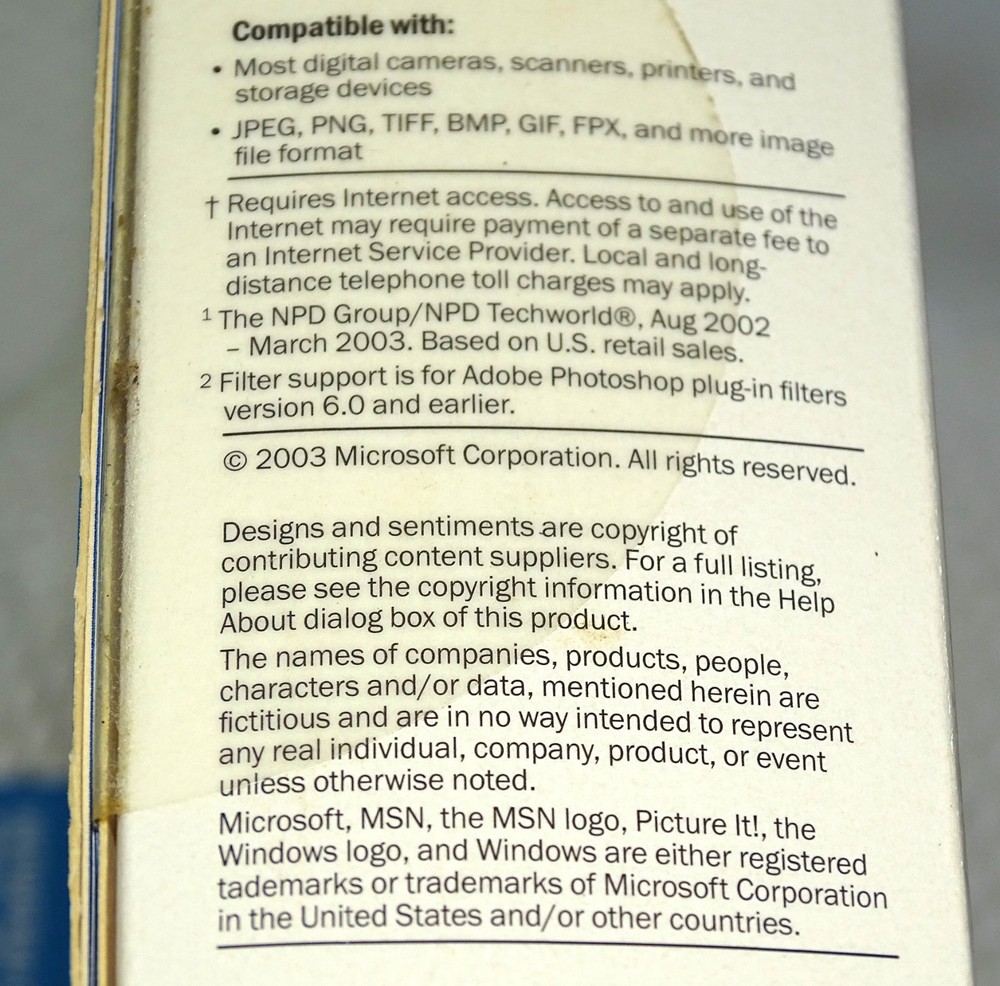 Compatible with:
• Most digital cameras, scanners, printers, and
storage devices
• JPEG, PNG, TIFF, BMP, GIF, FPX, and more image
file format
† Requires Internet access. Access to and use of the
Internet may require payment of a separate fee to
an Internet Service Provider. Local and long-
distance telephone toll charges may apply.
1 The NPD Group/NPD Techworld®, Aug 2002
– March 2003. Based on U.S. retail sales.
2 Filter support is for Adobe Photoshop plug-in filters
version 6.0 and earlier.
© 2003 Microsoft Corporation. All rights reserved.
Designs and sentiments are copyright of
contributing content suppliers. For a full listing,
please see the copyright information in the Help
About dialog box of this product.
The names of companies, products, people,
characters and/or data, mentioned herein are
fictitious and are in no way intended to represent
any real individual, company, product, or event
unless otherwise noted.
Microsoft, MSN, the MSN logo, Picture It!, the
Windows logo, and Windows are either registered
tademarks or trademarks of Microsoft Corporation
in the United States and/or other countries.